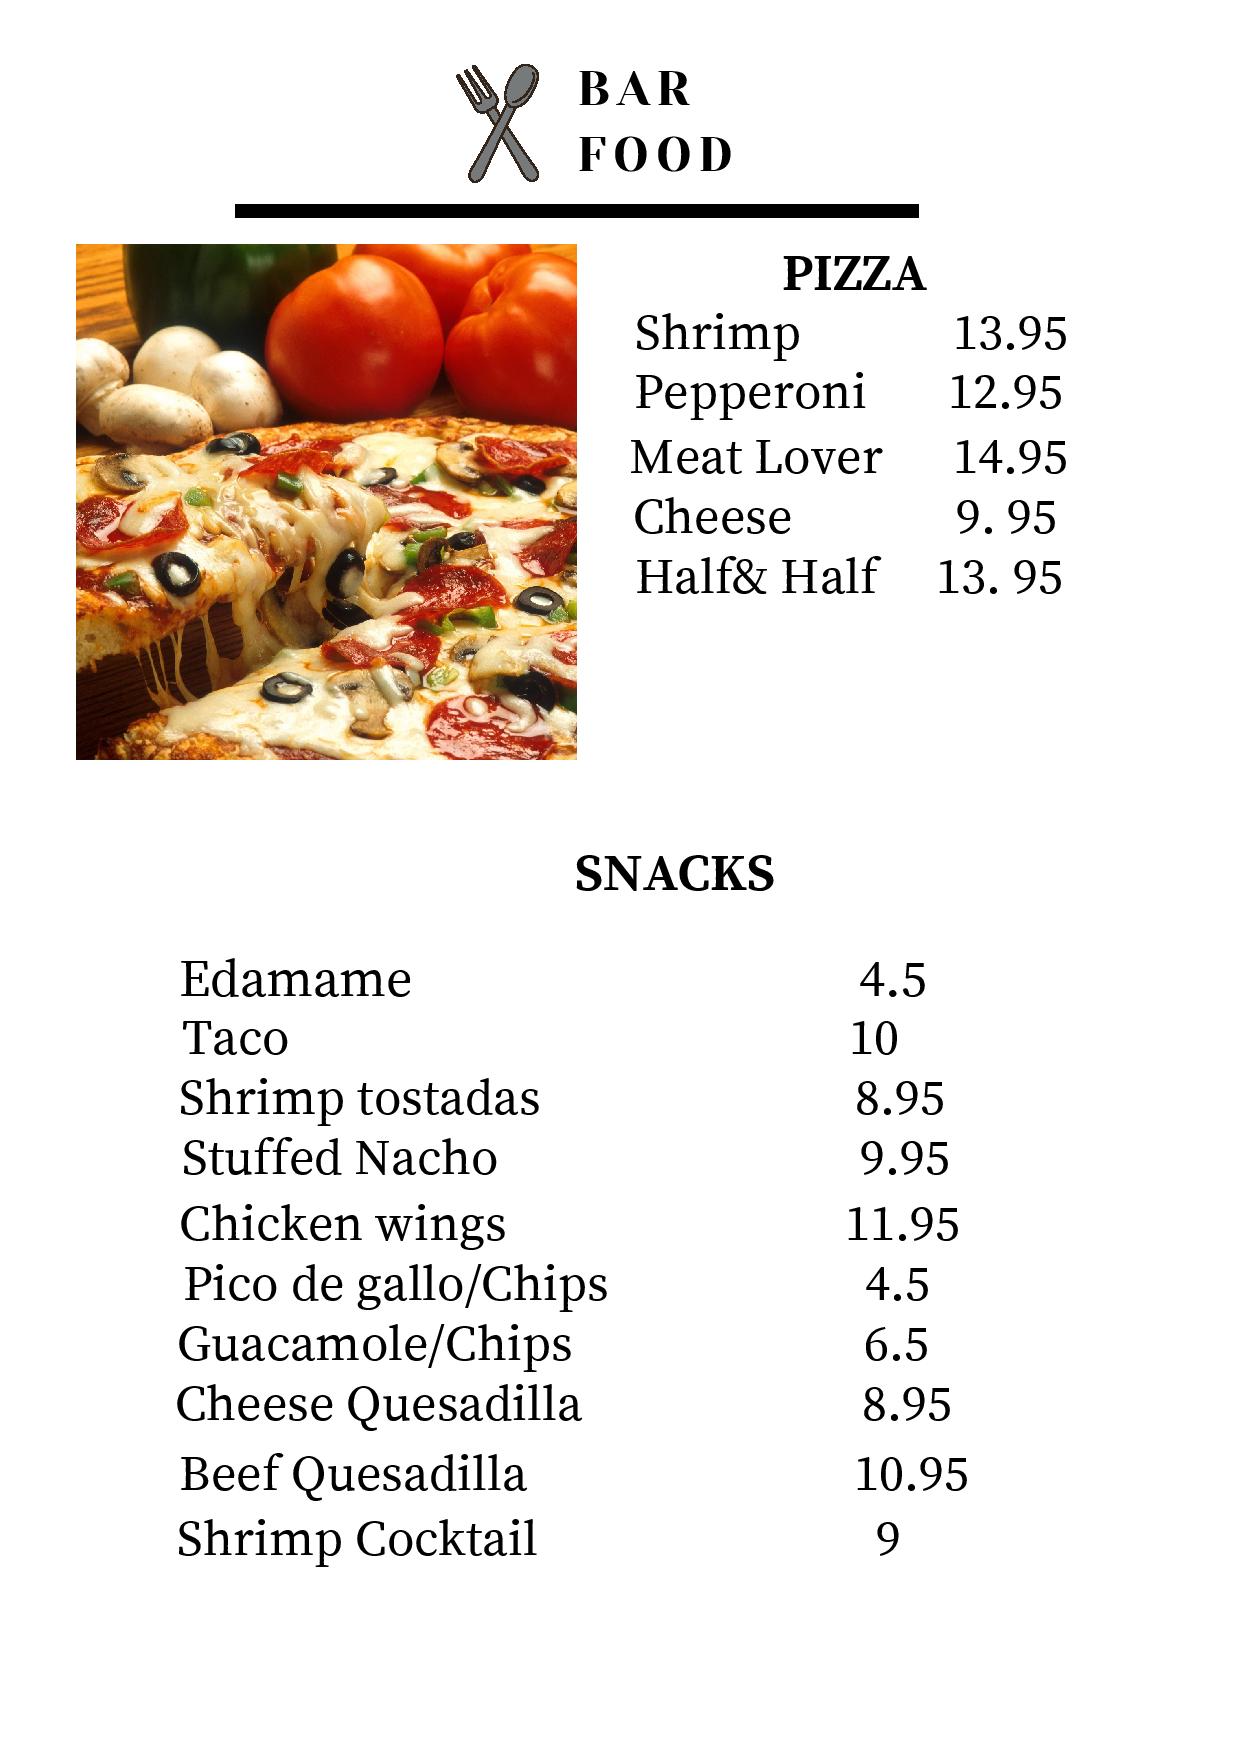 BAR
FOOD
PIZZA
Shrimp 13.95
Pepperoni 12.95
Meat Lover 14.95
Cheese 9. 95
Half& Half 13. 95
SNACKS
Edamame 4.5
Taco 10
Shrimp tostadas 8.95
Stuffed Nacho 9.95
Chicken wings 11.95
Pico de gallo/Chips 4.5
Guacamole/Chips 6.5
Cheese Quesadilla 8.95
Beef Quesadilla 10.95
Shrimp Cocktail 9